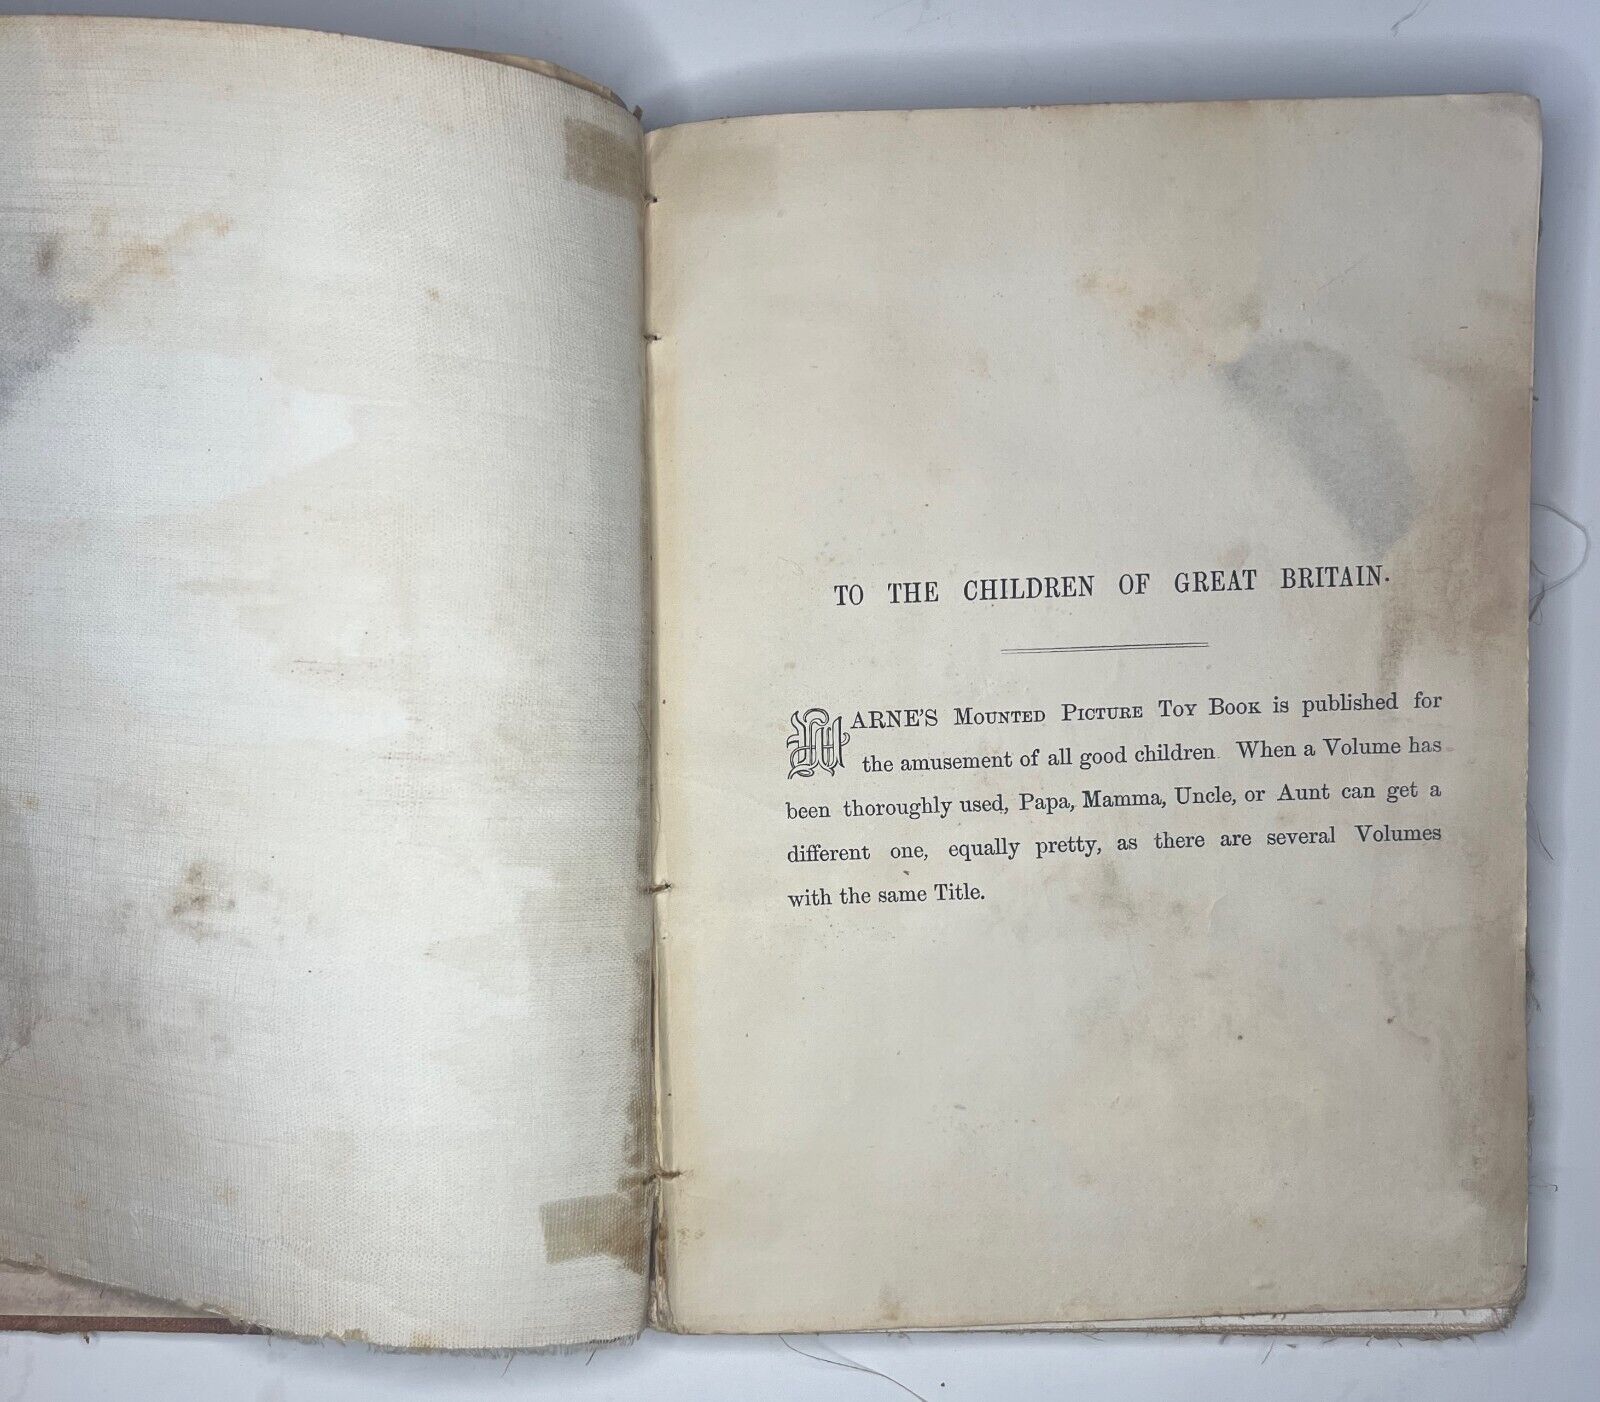 TO THE CHILDREN OF GREAT BRITAIN.
WARNE'S MOUNTED PICTURE TOY BOOK is published for
the amusement of all good children. When a Volume has
been thoroughly used, Papa, Mamma, Uncle, or Aunt can get a
different one, equally pretty, as there are several Volumes
with the same Title.